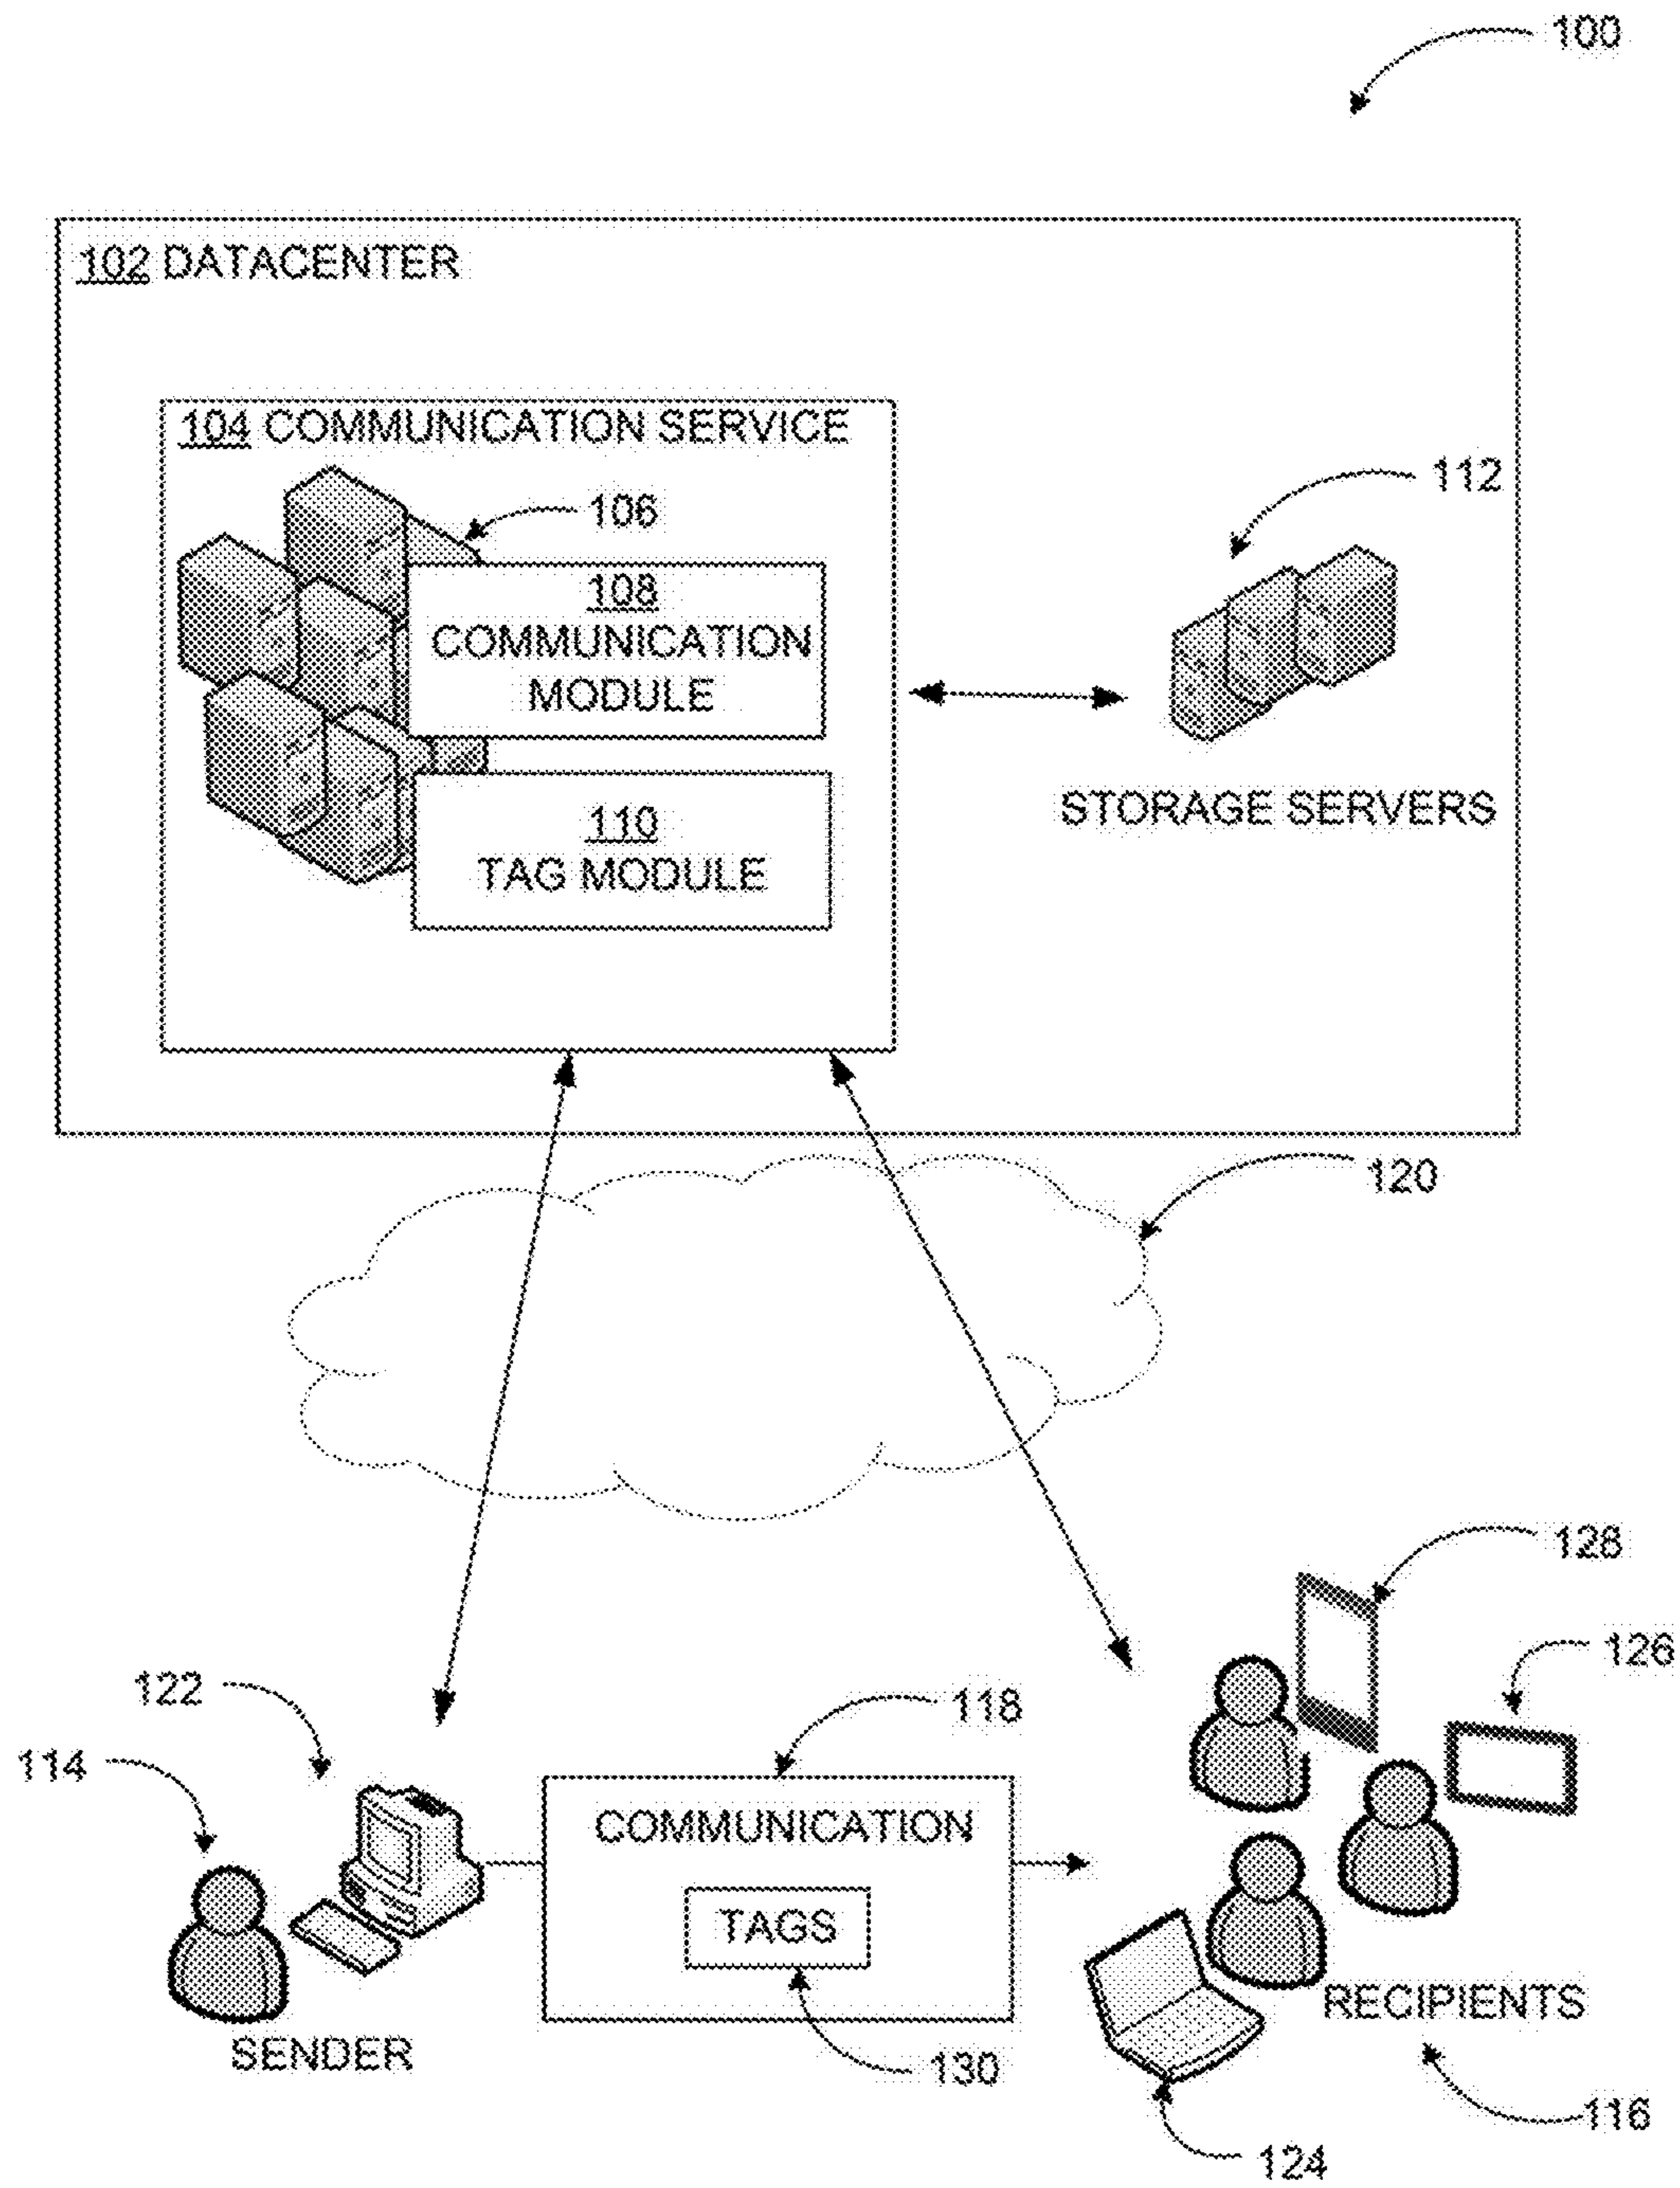 100
102 DATACENTER
104 COMMUNICATION SERVICE
106
112
108
COMMUNICATION
MODULE
STORAGE SERVERS
110
TAG MODULE
120
128
126
122
118
114
COMMUNICATION
TAGS
RECIPIENTS
SENDER
130
116
124